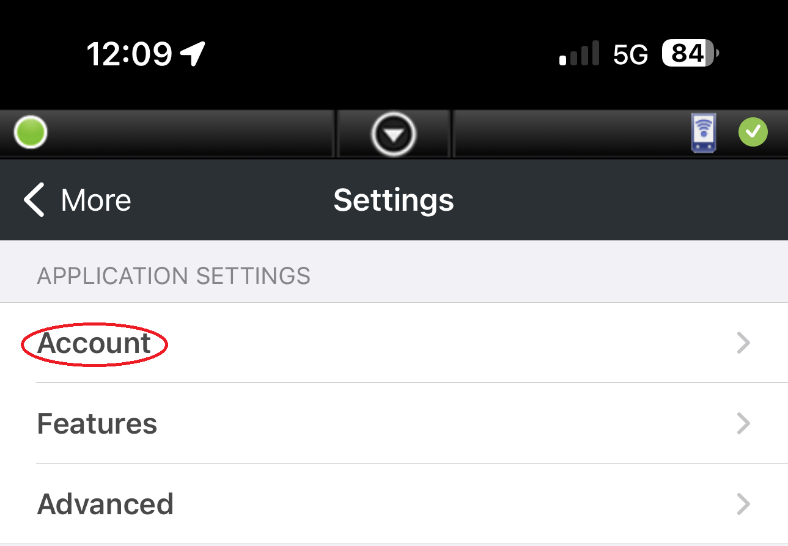 12:09 5G 84
More Settings
APPLICATION SETTINGS
Account
Features
Advanced